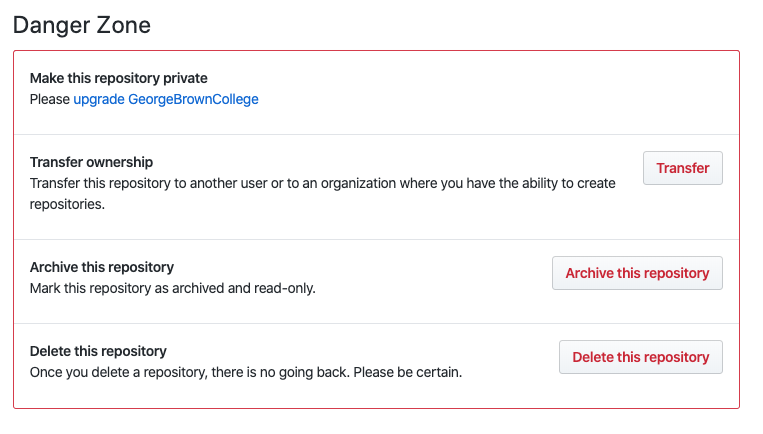 Danger Zone
Make this repository private
Please upgrade GeorgeBrownCollege
Transfer ownership
Transfer this repository to another user or to an organization where you have the ability to create
repositories.
Transfer
Archive this repository
Mark this repository as archived and read-only.
Archive this repository
Delete this repository
Once you delete a repository, there is no going back. Please be certain.
Delete this repository